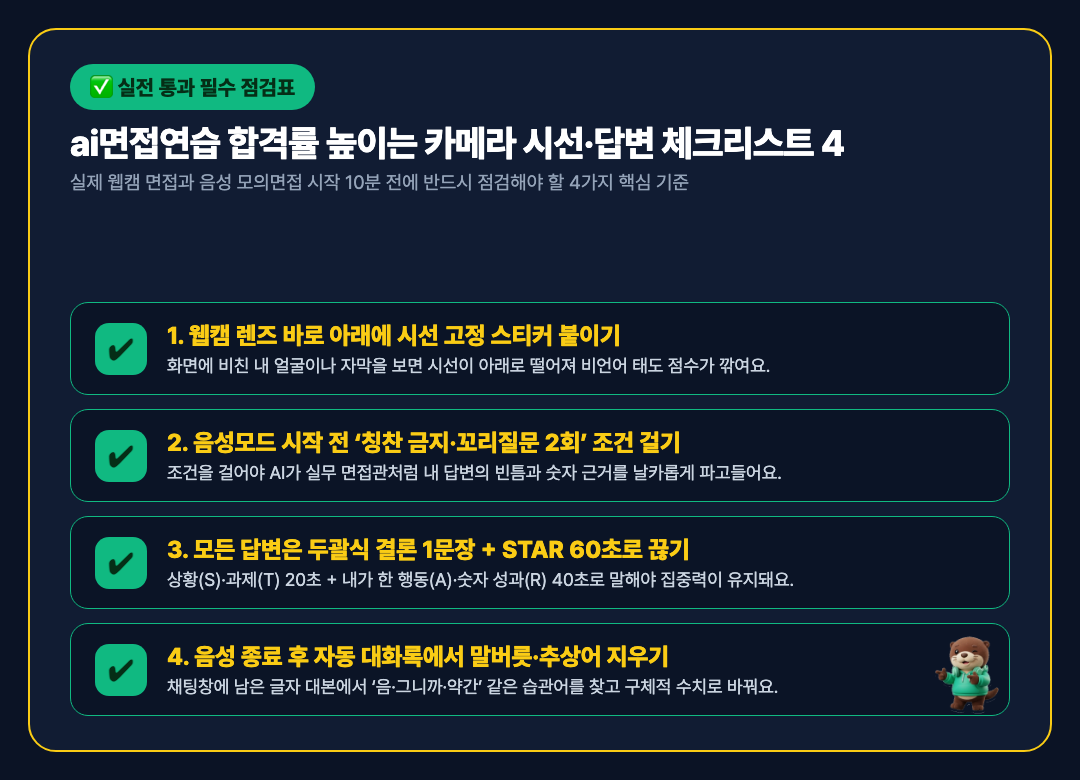 ✅ 실전 통과 필수 점검표
ai면접연습 합격률 높이는 카메라 시선·답변 체크리스트 4
실제 웹캠 면접과 음성 모의면접 시작 10분 전에 반드시 점검해야 할 4가지 핵심 기준
✔ 1. 웹캠 렌즈 바로 아래에 시선 고정 스티커 붙이기
화면에 비친 내 얼굴이나 자막을 보면 시선이 아래로 떨어져 비언어 태도 점수가 깎여요.
✔ 2. 음성모드 시작 전 ‘칭찬 금지·꼬리질문 2회’ 조건 걸기
조건을 걸어야 AI가 실무 면접관처럼 내 답변의 빈틈과 숫자 근거를 날카롭게 파고들어요.
✔ 3. 모든 답변은 두괄식 결론 1문장 + STAR 60초로 끊기
상황(S)·과제(T) 20초 + 내가 한 행동(A)·숫자 성과(R) 40초로 말해야 집중력이 유지돼요.
✔ 4. 음성 종료 후 자동 대화록에서 말버릇·추상어 지우기
채팅창에 남은 글자 대본에서 ‘음·그니까·약간’ 같은 습관어를 찾고 구체적 수치로 바꿔요.